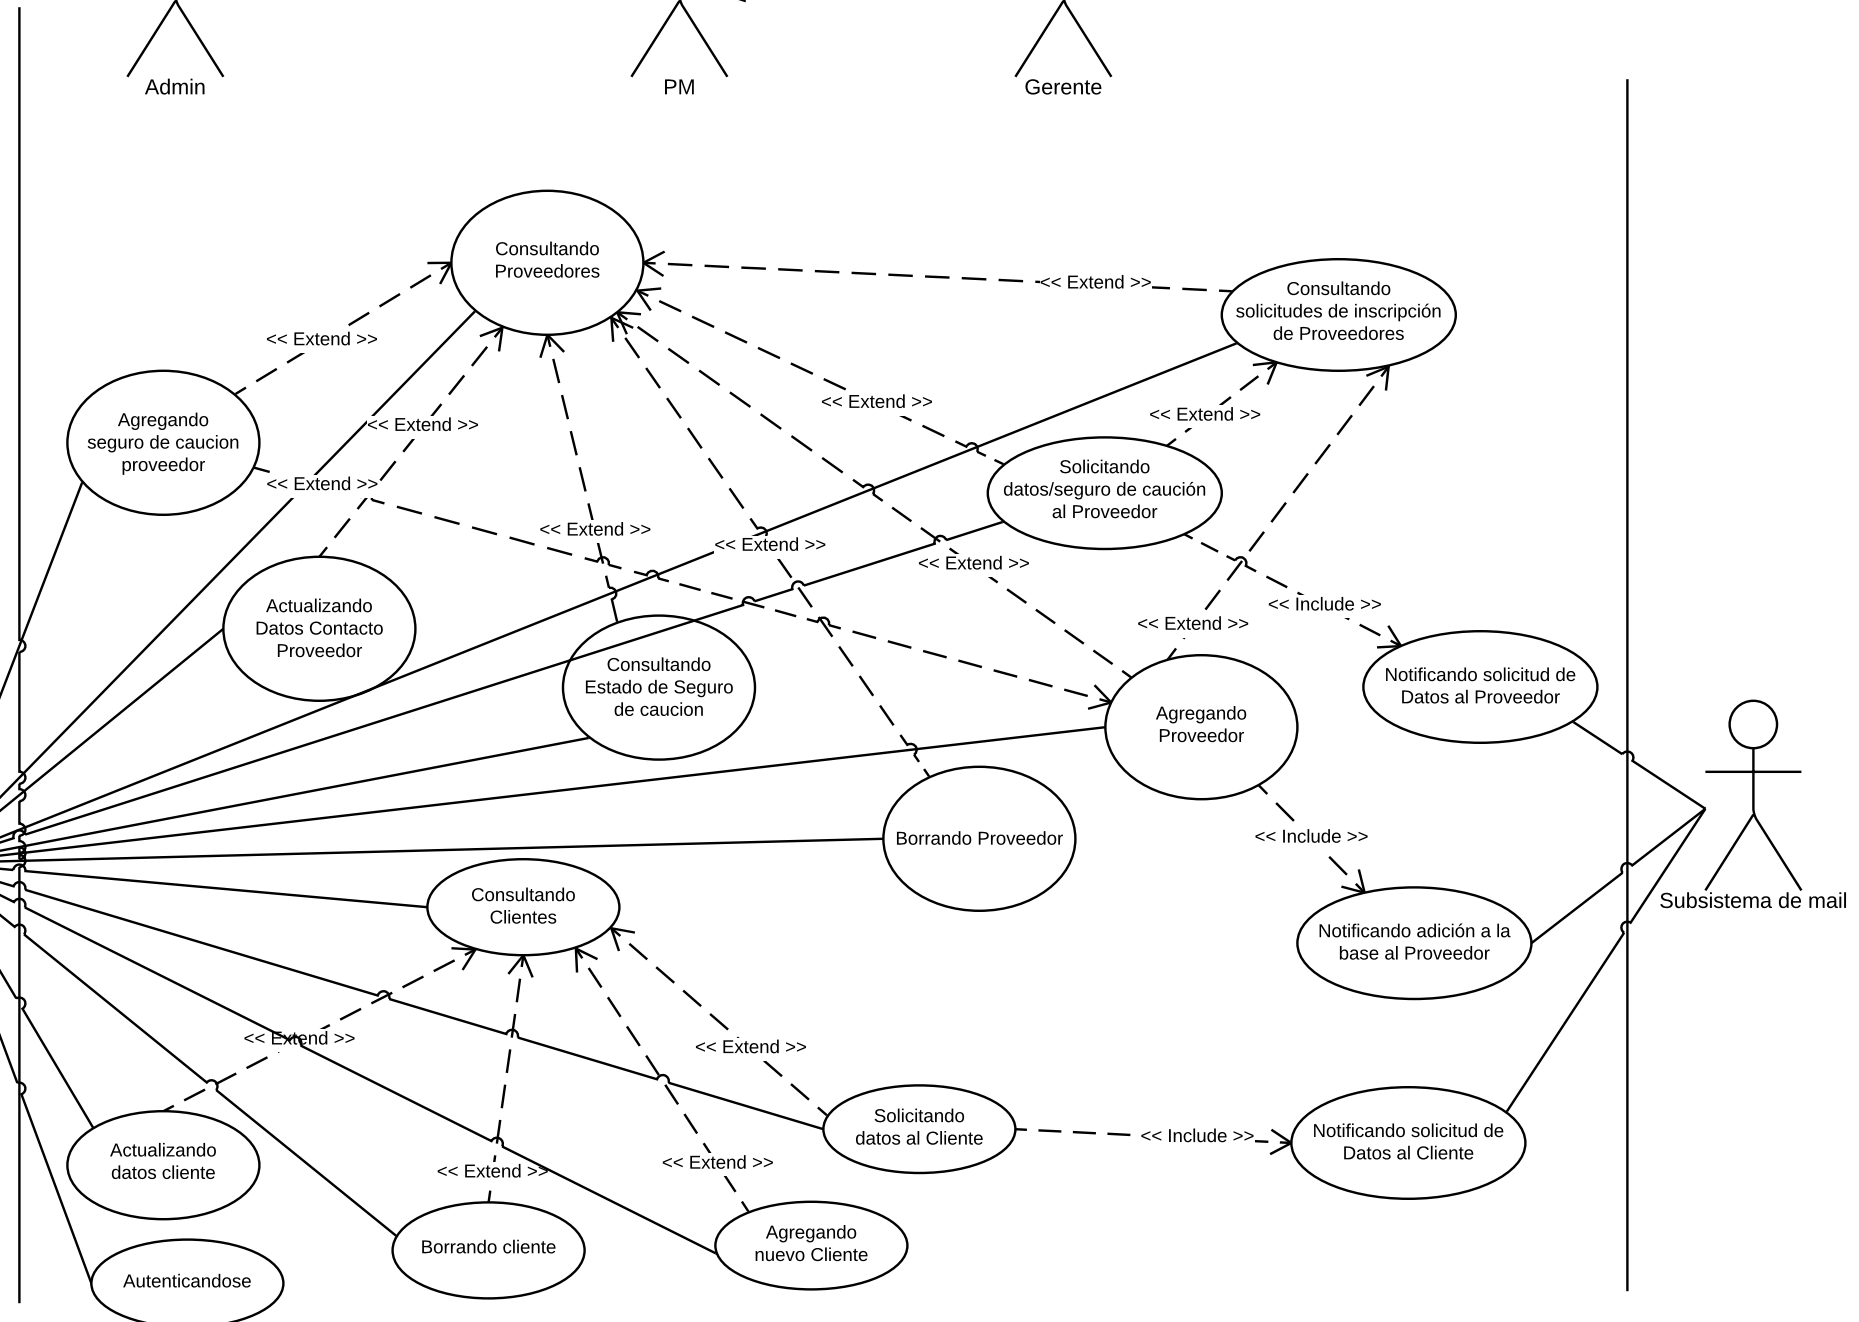 Admin
PM
Gerente
Consultando
Proveedores
<< Extend >>
Consultando
solicitudes de inscripción
de Proveedores
<< Extend >>
<< Extend >>
<< Extend >>
<< Extend >>
Agregando
seguro de caucion
proveedor
<< Extend >>
Solicitando
datos/seguro de caución
al Proveedor
<< Extend >>
<< Extend >>
<< Extend >>
Actualizando
Datos Contacto
Proveedor
<< Extend >>
<< Include >>
<< Extend >>
Consultando
Estado de Seguro
de caucion
Notificando solicitud de
Datos al Proveedor
Agregando
Proveedor
Borrando Proveedor
<< Include >>
Subsistema de mail
Consultando
Clientes
Notificando adición a la
base al Proveedor
<< Extend >>
<< Extend >>
Solicitando
datos al Cliente
<< Include >>
Notificando solicitud de
Datos al Cliente
Actualizando
datos cliente
<< Extend >>
<< Extend >>
Borrando cliente
Agregando
nuevo Cliente
Autenticandose